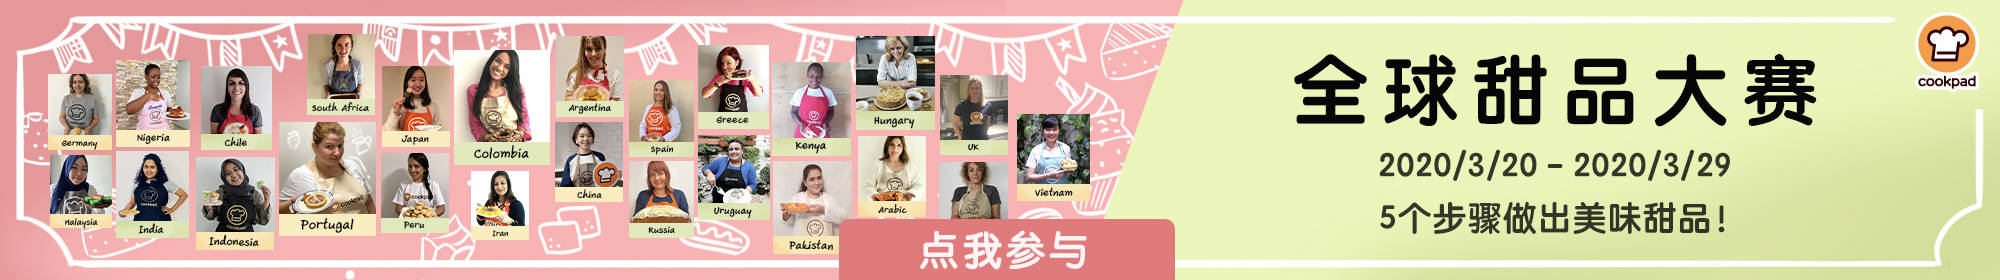 South Africa
Germany
Nigeria
Chile
Japan
Colombia
Argentina
Spain
Greece
Kenya
Hungary
UK
Malaysia
India
Indonesia
Portugal
Peru
Iran
China
Russia
Uruguay
Pakistan
Arabic
Vietnam
点我参与
全球甜品大赛
2020/3/20 - 2020/3/29
5个步骤做出美味甜品!
cookpad